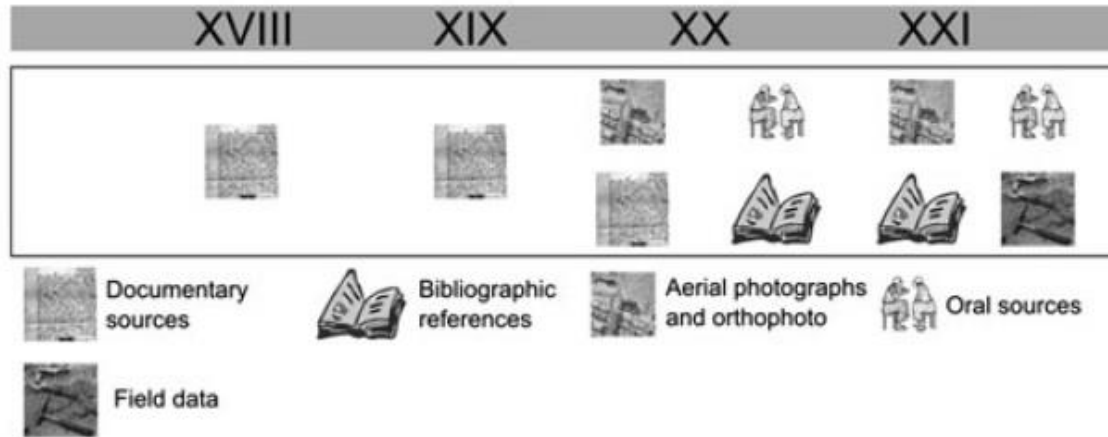 XVIII XIX XX XXI
Documentary
sources
Bibliographic
references
Aerial photographs
and orthophoto
Oral sources
Field data